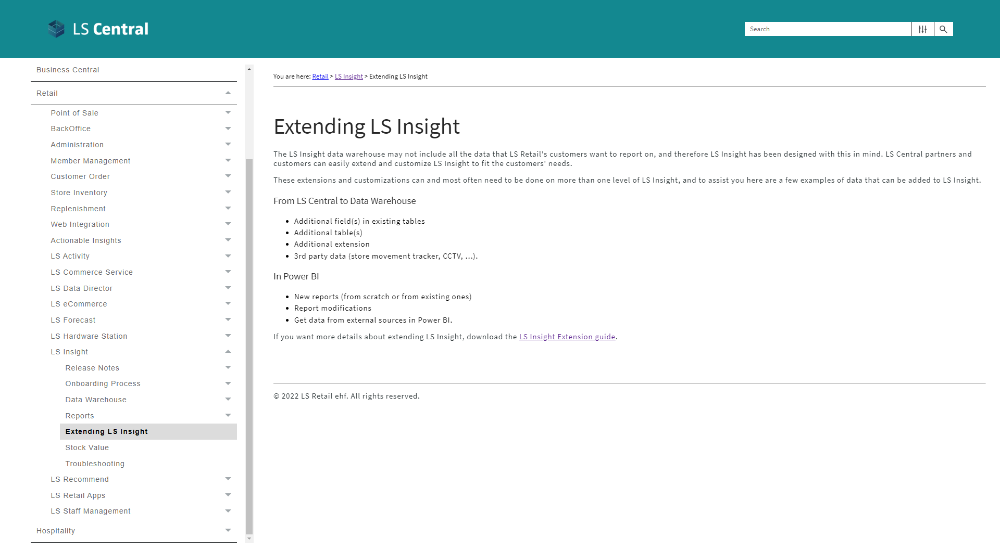 LS Central
Search
Business Central
Retail
Point of Sale
BackOffice
Administration
Member Management
Customer Order
Store Inventory
Replenishment
Web Integration
Actionable Insights
LS Activity
LS Commerce Service
LS Data Director
LS eCommerce
LS Forecast
LS Hardware Station
LS Insight
Release Notes
Onboarding Process
Data Warehouse
Reports
Extending LS Insight
Stock Value
Troubleshooting
LS Recommend
LS Retail Apps
LS Staff Management
Hospitality
You are here: Retail > LS Insight > Extending LS Insight
Extending LS Insight
The LS Insight data warehouse may not include all the data that LS Retail's customers want to report on, and therefore LS Insight has been designed with this in mind. LS Central partners and
customers can easily extend and customize LS Insight to fit the customers' needs.
These extensions and customizations can and most often need to be done on more than one level of LS Insight, and to assist you here are a few examples of data that can be added to LS Insight.
From LS Central to Data Warehouse
• Additional field(s) in existing tables
• Additional table(s)
• Additional extension
• 3rd party data (store movement tracker, CCTV, ...).
In Power BI
• New reports (from scratch or from existing ones)
• Report modifications
• Get data from external sources in Power BI.
If you want more details about extending LS Insight, download the LS Insight Extension guide.
© 2022 LS Retail ehf. All rights reserved.